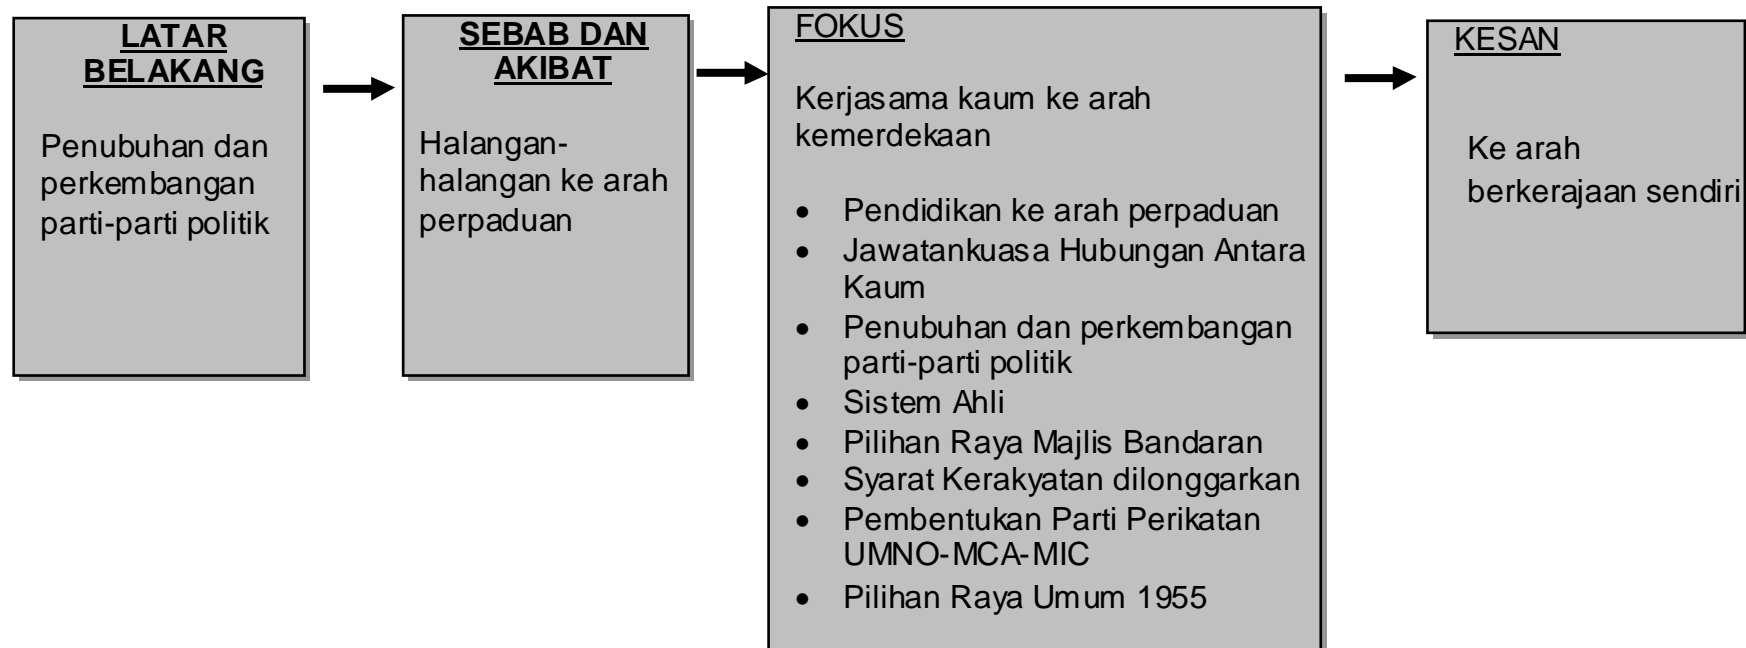 LATAR
BELAKANG
Penubuhan dan
perkembangan
parti-parti politik
SEBAB DAN
AKIBAT
Halangan-
halangan ke arah
perpaduan
FOKUS
Kerjasama kaum ke arah
kemerdekaan
• Pendidikan ke arah perpaduan
• Jawatankuasa Hubungan Antara
Kaum
• Penubuhan dan perkembangan
parti-parti politik
• Sistem Ahli
• Pilihan Raya Majlis Bandaran
• Syarat Kerakyatan dilonggarkan
• Pembentukan Parti Perikatan
UMNO-MCA-MIC
• Pilihan Raya Umum 1955
KESAN
Ke arah
berkerajaan sendiri